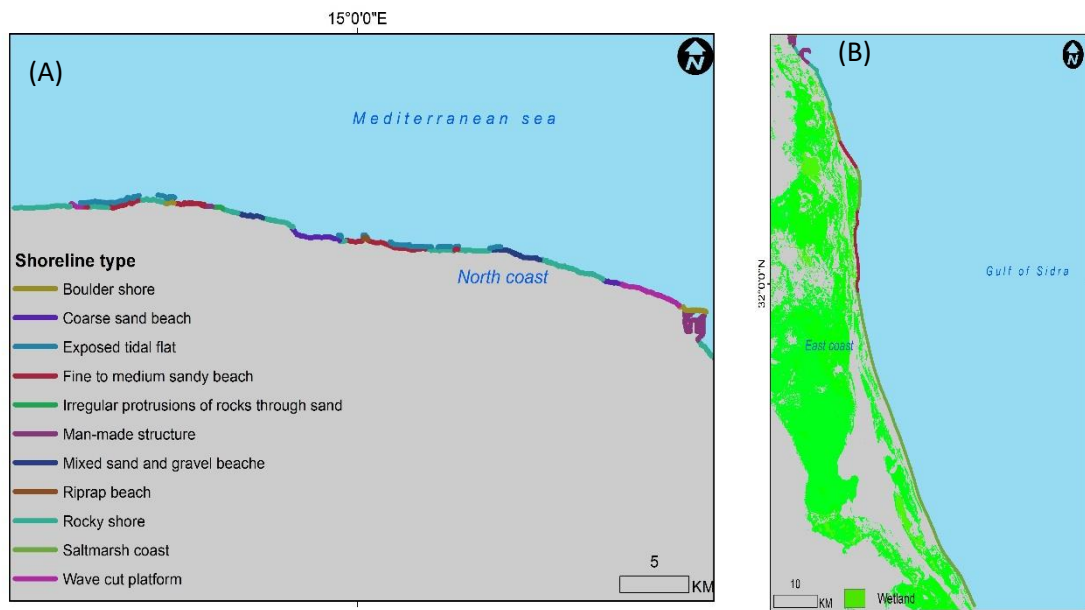 15°0'0"E
(A)
N
Mediterranean sea
North coast
Shoreline type
Boulder shore
Coarse sand beach
Exposed tidal flat
Fine to medium sandy beach
Irregular protrusions of rocks through sand
Man-made structure
Mixed sand and gravel beache
Riprap beach
Rocky shore
Saltmarsh coast
Wave cut platform
5
KM
(B)
N
32°0'0"N
Gulf of Sidra
East coast
10
KM
Wetland